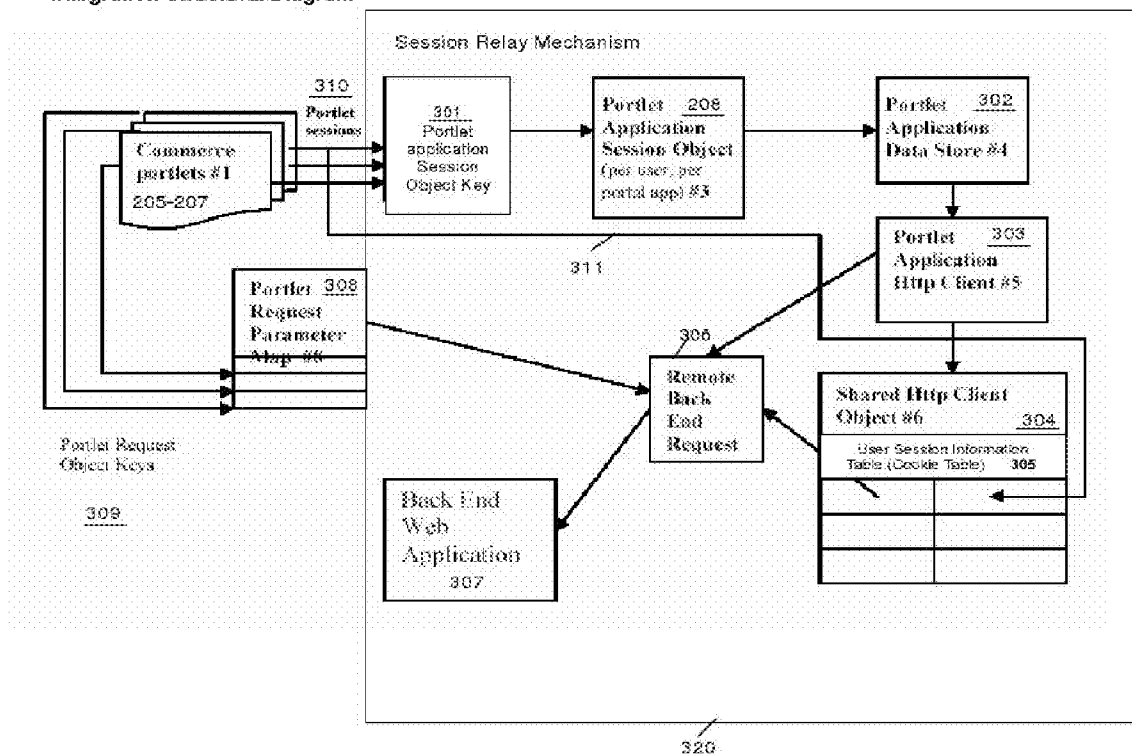 Session Relay Mechanism
310
Portlet
sessions
Commerce
portlets #1
205-207
301
Portlet
application
Session
Object Key
Portlet 208
Application
Session Object
(per user, per
portal app) #3
Portlet 302
Application
Data Store #4
Portlet 303
Application
Http Client #5
311
Portlet 308
Request
Parameter
Map #8
306
Remote
Back
End
Request
Shared Http Client
Object #6 304
User Session Information
Table (Cookie Table) 305
Portlet Request
Object Keys
309
Back End
Web
Application
307
320